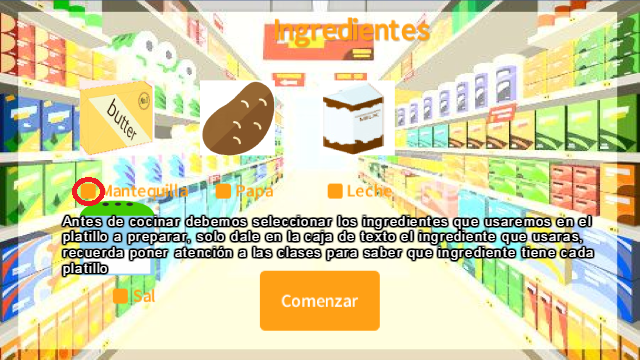 Ingredientes
butter
Mantequilla
Papa
Leche
Antes de cocinar debemos seleccionar los ingredientes que usaremos en el
platillo a preparar, solo dale en la caja de texto el ingrediente que usaras,
recuerda poner atención a las clases para saber que ingrediente tiene cada
platillo
Sal
Comenzar